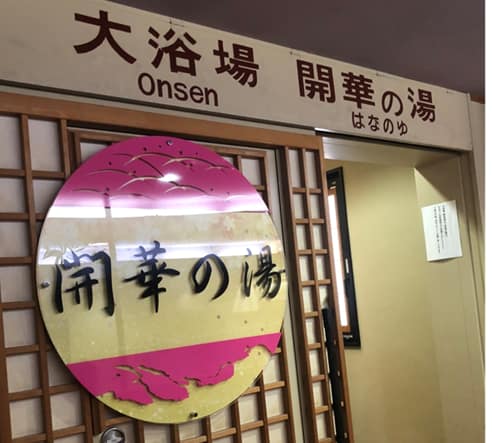 大浴場 開華の湯
Onsen はなのゆ
開華の湯